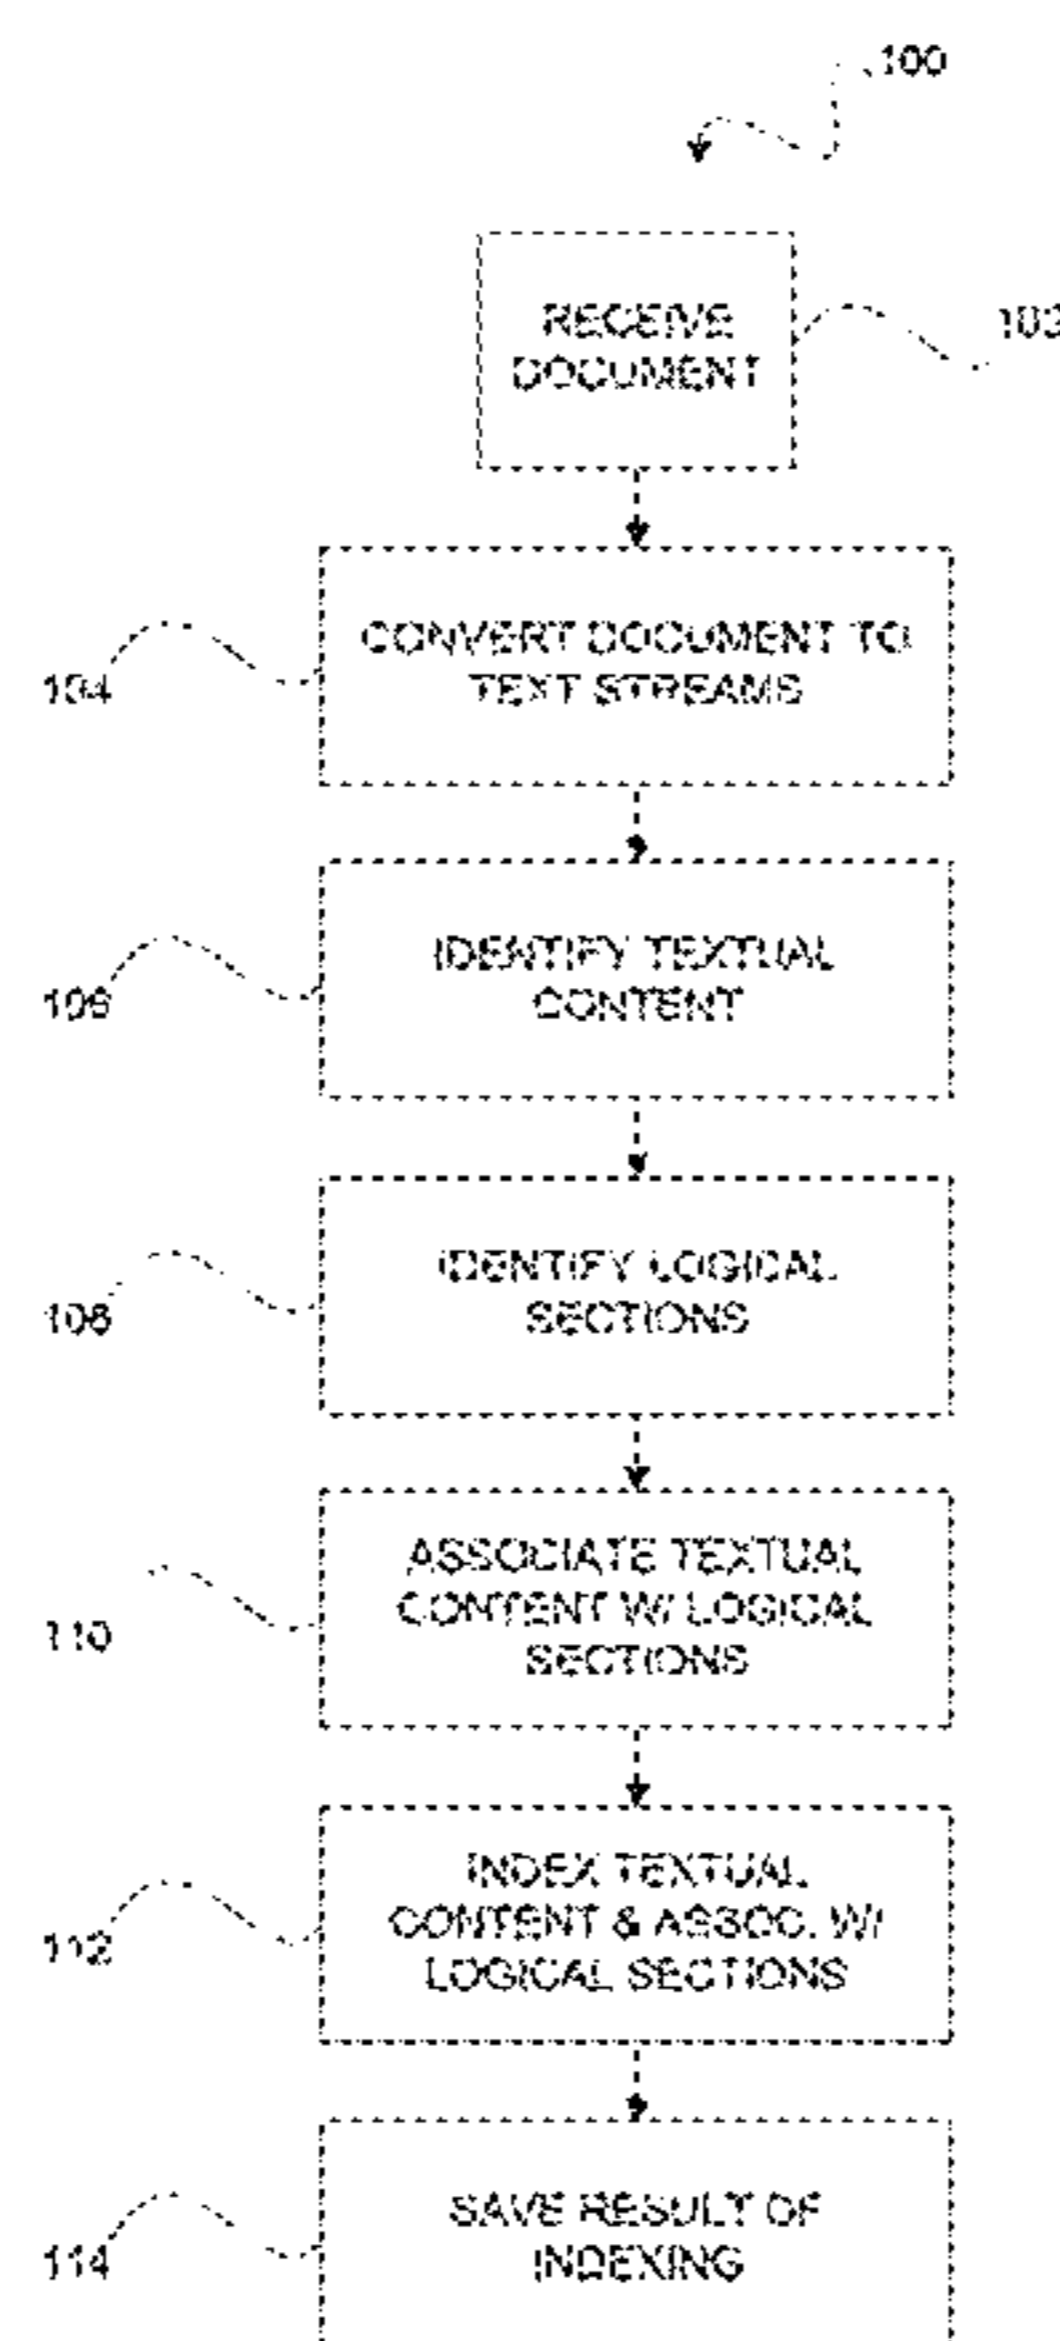 100
RECEIVE
DOCUMENT
102
CONVERT DOCUMENT TO
TEXT STREAMS
104
IDENTIFY TEXTUAL
CONTENT
106
IDENTIFY LOGICAL
SECTIONS
108
ASSOCIATE TEXTUAL
CONTENT W/ LOGICAL
SECTIONS
110
INDEX TEXTUAL
CONTENT & ASSOC. W/
LOGICAL SECTIONS
112
SAVE RESULT OF
INDEXING
114